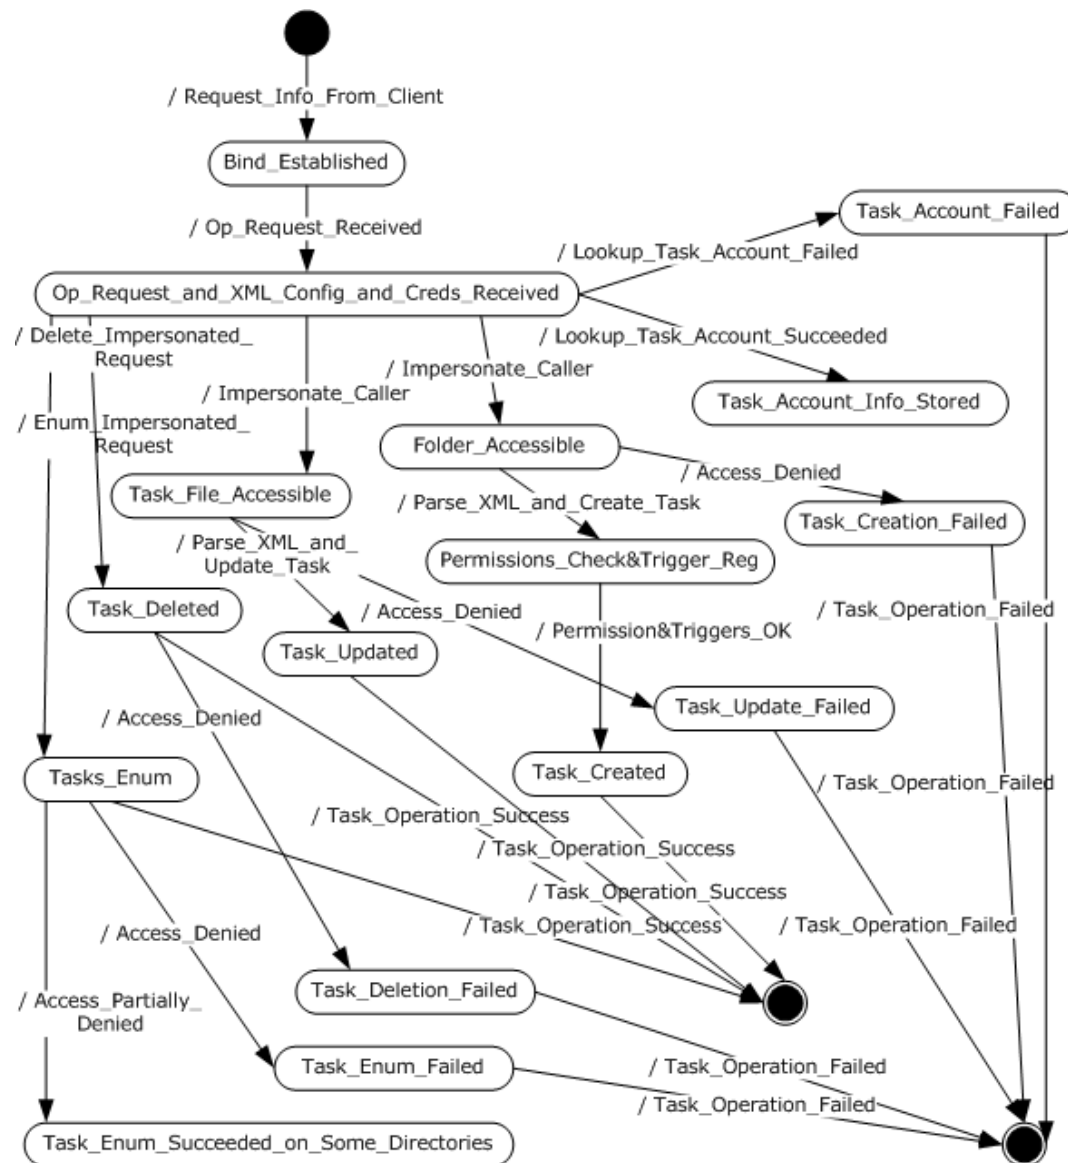 / Request_Info_From_Client
Bind_Established
/ Op_Request_Received
Task_Account_Failed
/ Lookup_Task_Account_Failed
Op_Request_and_XML_Config_and_Creds_Received
/ Delete_Impersonated_
Request
/ Lookup_Task_Account_Succeeded
/ Impersonate_Caller
/ Impersonate_Caller
Task_Account_Info_Stored
/ Enum_Impersonated_
Request
Folder_Accessible
/ Access_Denied
Task_File_Accessible
/ Parse_XML_and_Create_Task
Task_Creation_Failed
/ Parse_XML_and_
Update_Task
Permissions_Check&Trigger_Reg
Task_Deleted
/ Access_Denied
/ Task_Operation_Failed
/ Permission&Triggers_OK
Task_Updated
Task_Update_Failed
/ Access_Denied
Tasks_Enum
Task_Created
/ Task_Operation_Failed
/ Task_Operation_Success
/ Task_Operation_Success
/ Task_Operation_Success
/ Task_Operation_Success
/ Task_Operation_Failed
/ Access_Denied
Task_Deletion_Failed
/ Access_Partially_
Denied
Task_Enum_Failed
/ Task_Operation_Failed
/ Task_Operation_Failed
Task_Enum_Succeeded_on_Some_Directories